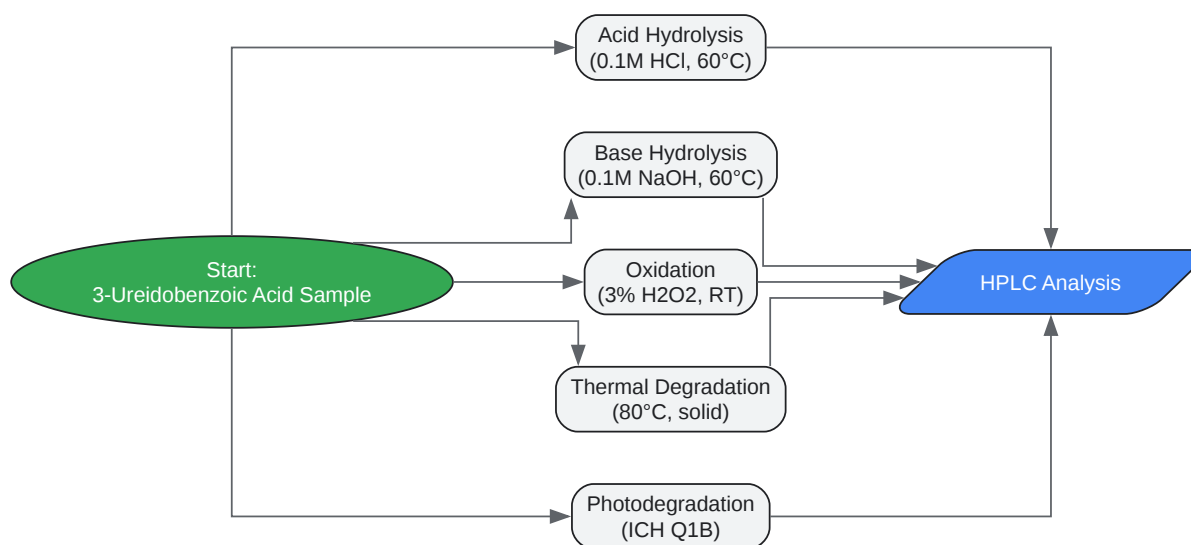 Acid Hydrolysis
(0.1M HCl, 60°C)
Base Hydrolysis
(0.1M NaOH, 60°C)
Start:
3-Ureidobenzoic Acid Sample
Oxidation
(3% H2O2, RT)
HPLC Analysis
Thermal Degradation
(80°C, solid)
Photodegradation
(ICH Q1B)